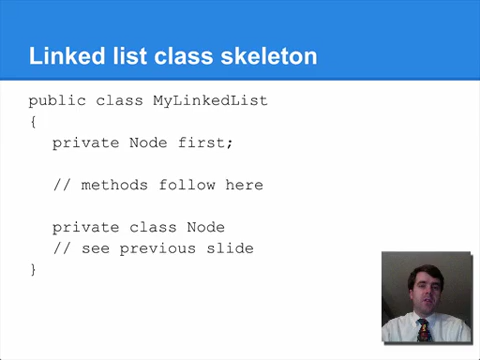 Linked list class skeleton
public class MyLinkedList
{
private Node first;
// methods follow here
private class Node
// see previous slide
}